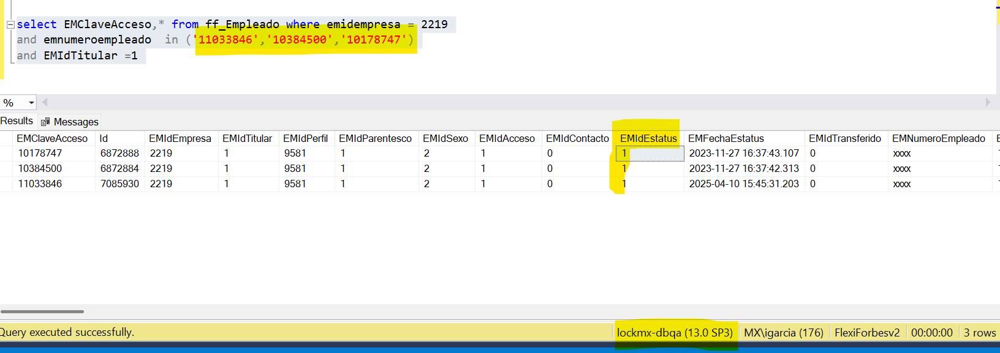 select EMClaveAcceso,* from ff_Empleado where emidempresa = 2219
and emnumeroempleado  in ('11033846','10384500','10178747')
and EMIdTitular =1
%
Results Messages
EMClaveAcceso Id EMIdEmpresa EMIdTitular EMIdPerfil EMIdParentesco EMIdSexo EMIdAcceso EMIdContacto EMIdEstatus EMFechaEstatus EMIdTransferido EMNumeroEmpleado
10178747 6872888 2219 1 9581 1 2 1 0 1 2023-11-27 16:37:43.107 0 xxxx
10384500 6872884 2219 1 9581 1 2 1 0 1 2023-11-27 16:37:42.313 0 xxxx
11033846 7085930 2219 1 9581 1 2 1 0 1 2025-04-10 15:45:31.203 0 xxxx
Query executed successfully. lockmx-dbqa (13.0 SP3) MX\igarcia (176) FlexiForbesv2 00:00:00 3 rows